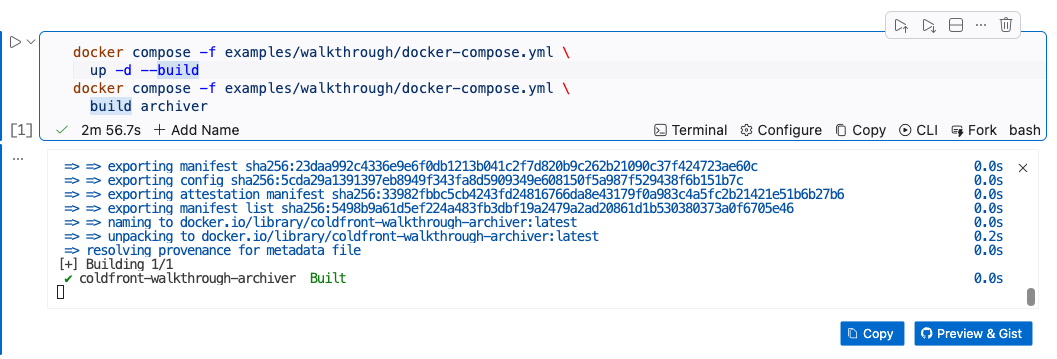 docker compose -f examples/walkthrough/docker-compose.yml \
up -d --build
docker compose -f examples/walkthrough/docker-compose.yml \
build archiver
[1] 2m 56.7s + Add Name Terminal Configure Copy CLI Fork bash
=> => exporting manifest sha256:23daa992c4336e9e6f0db1213b041c2f7d820b9c262b21090c37f424723ae60c 0.0s
=> => exporting config sha256:5cda29a1391397eb8949f343fa8d5909349e608150f5a987f529438f6b151b7c 0.0s
=> => exporting attestation manifest sha256:33982fbbc5cb4243fd24816766da8e43179f0a983c4a5fc2b21421e51b6b27b6 0.0s
=> => exporting manifest list sha256:5498b9a61d5ef224a483fb3dbf19a2479a2ad20861d1b530380373a0f6705e46 0.0s
=> => naming to docker.io/library/coldfront-walkthrough-archiver:latest 0.0s
=> => unpacking to docker.io/library/coldfront-walkthrough-archiver:latest 0.2s
=> resolving provenance for metadata file 0.0s
[+] Building 1/1
✔ coldfront-walkthrough-archiver Built 0.0s
Copy Preview & Gist